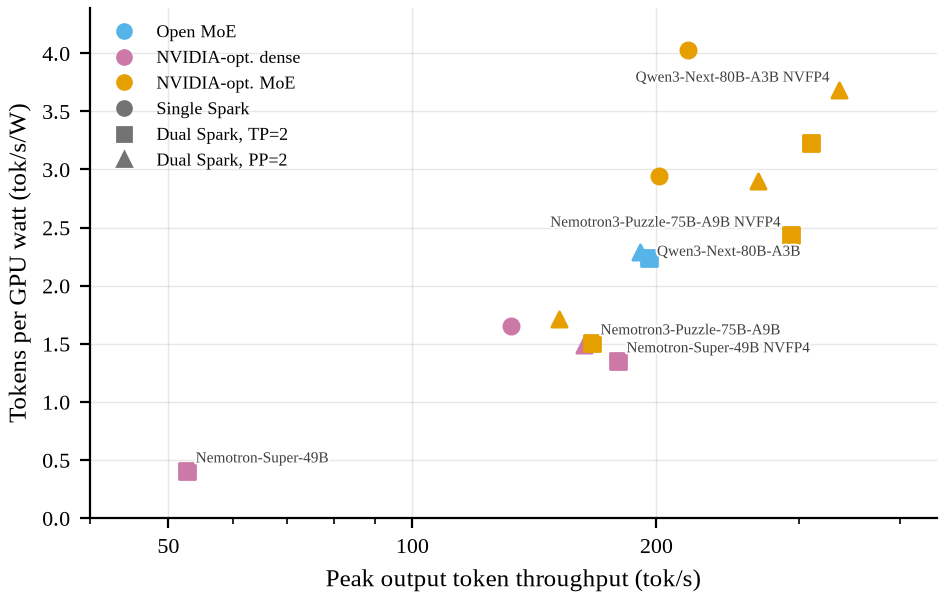 Open MoE
NVIDIA-opt. dense
NVIDIA-opt. MoE
Single Spark
Dual Spark, TP=2
Dual Spark, PP=2
Tokens per GPU watt (tok/s/W)
4.0
3.5
3.0
2.5
2.0
1.5
1.0
0.5
0.0
Qwen3-Next-80B-A3B NVFP4
Nemotron3-Puzzle-75B-A9B NVFP4
Qwen3-Next-80B-A3B
Nemotron3-Puzzle-75B-A9B
Nemotron-Super-49B NVFP4
Nemotron-Super-49B
50
100
200
Peak output token throughput (tok/s)